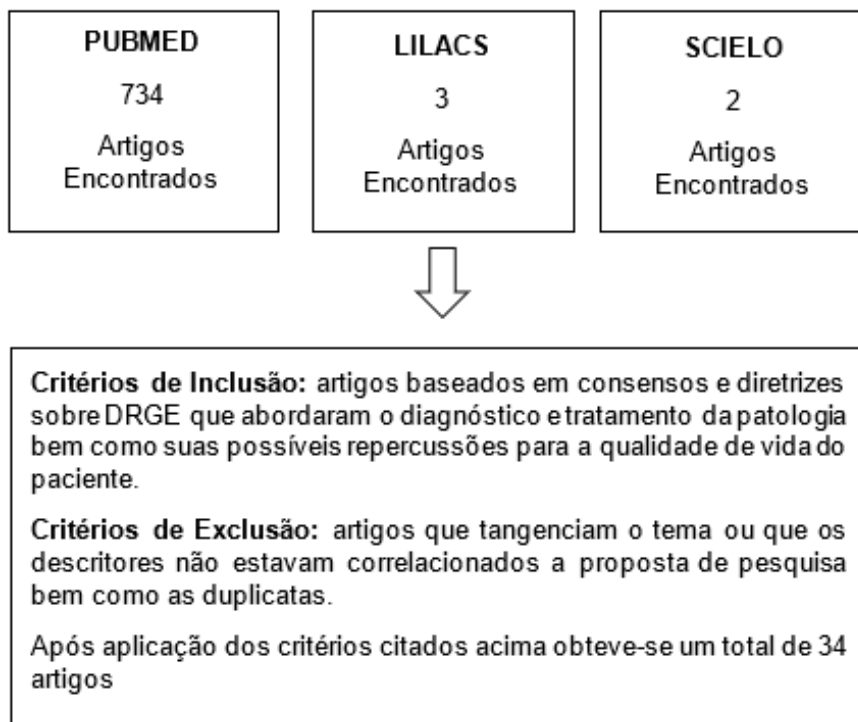 PUBMED
734
Artigos
Encontrados
LILACS
3
Artigos
Encontrados
SCIELO
2
Artigos
Encontrados
Critérios de Inclusão: artigos baseados em consensos e diretrizes
sobre DRGE que abordaram o diagnóstico e tratamento da patologia
bem como suas possíveis repercussões para a qualidade de vida do
paciente.
Critérios de Exclusão: artigos que tangenciam o tema ou que os
descritores não estavam correlacionados a proposta de pesquisa
bem como as duplicatas.
Após aplicação dos critérios citados acima obteve-se um total de 34
artigos